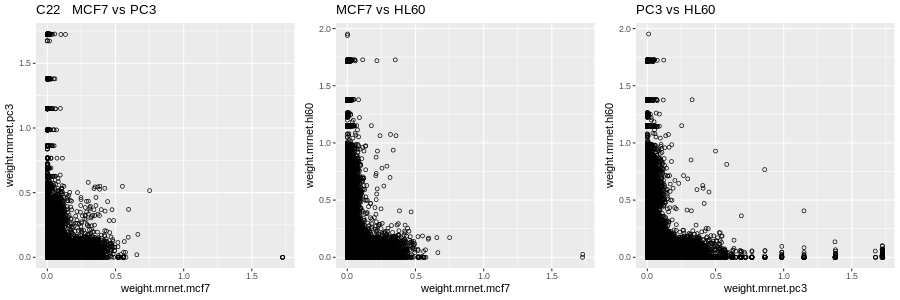 C22 MCF7 vs PC3
weight.mrnet.pc3
1.5
1.0
0.5
0.0
0.0 0.5 1.0 1.5
weight.mrnet.mcf7
MCF7 vs HL60
weight.mrnet.hl60
2.0
1.5
1.0
0.5
0.0
0.0 0.5 1.0 1.5
weight.mrnet.mcf7
PC3 vs HL60
weight.mrnet.hl60
2.0
1.5
1.0
0.5
0.0
0.0 0.5 1.0 1.5
weight.mrnet.pc3